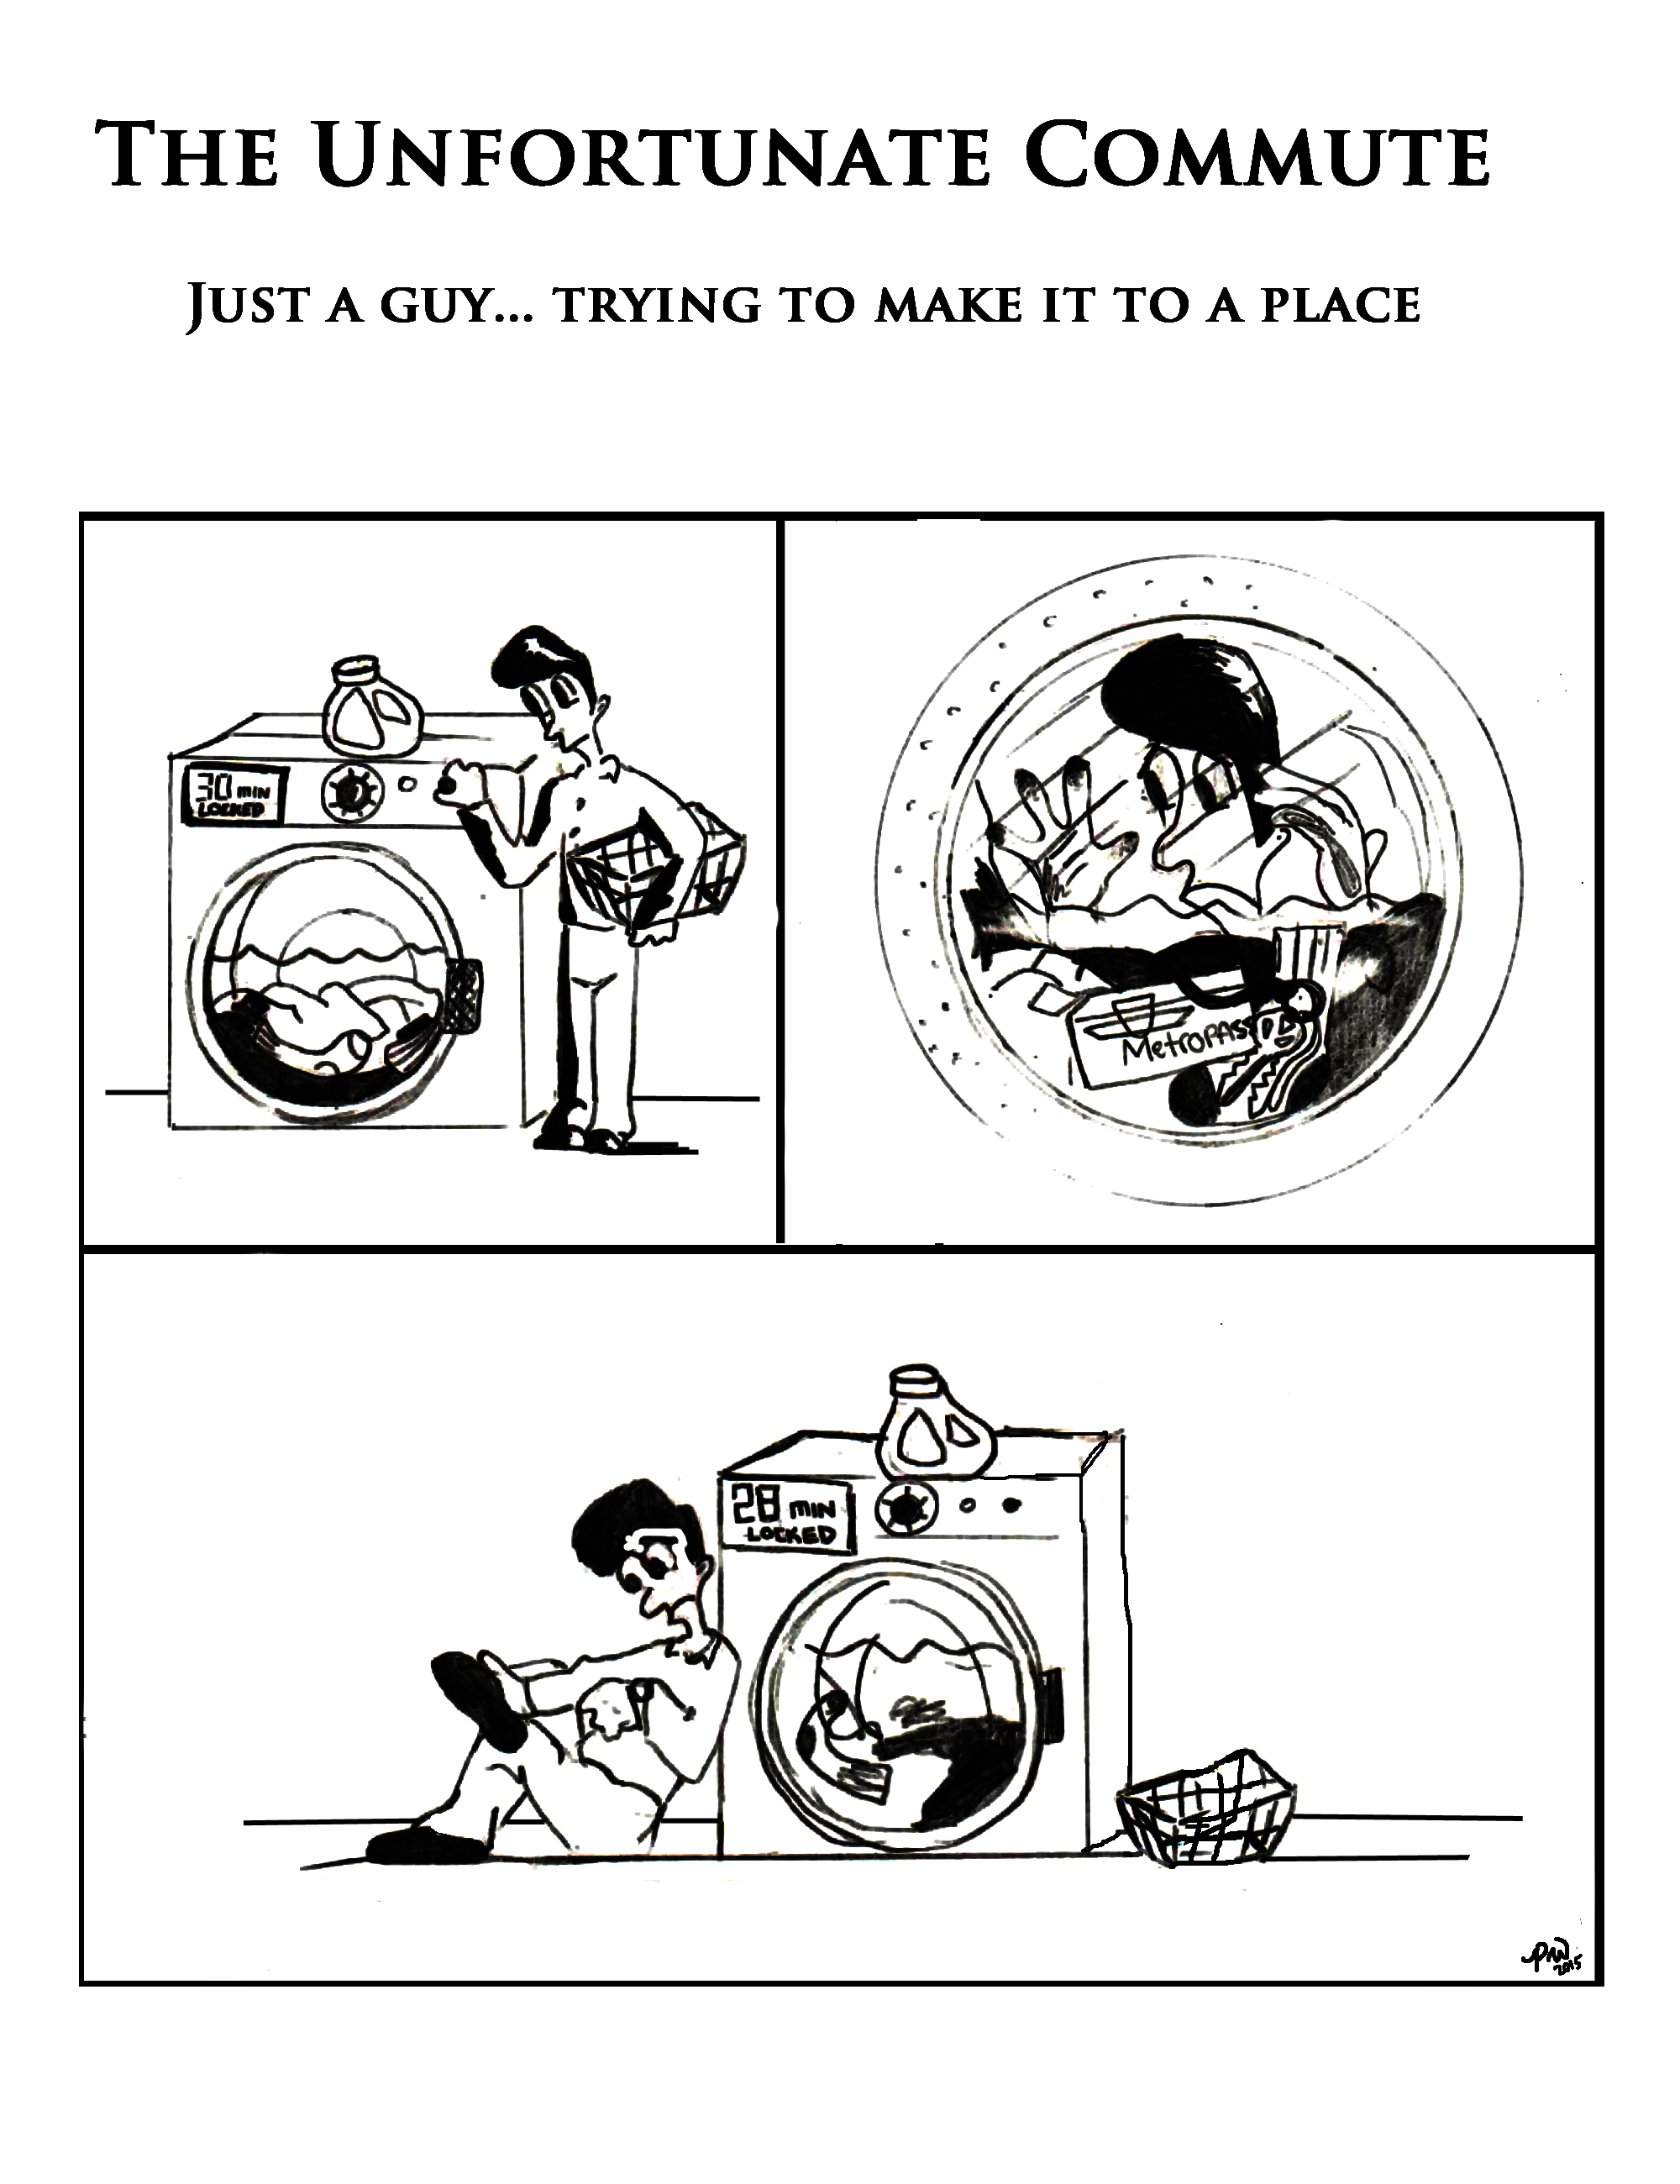 The Unfortunate Commute
Just a guy... trying to make it to a place
30 MIN
LOCKED
MetroPASS
28 MIN
LOCKED
PW
2015